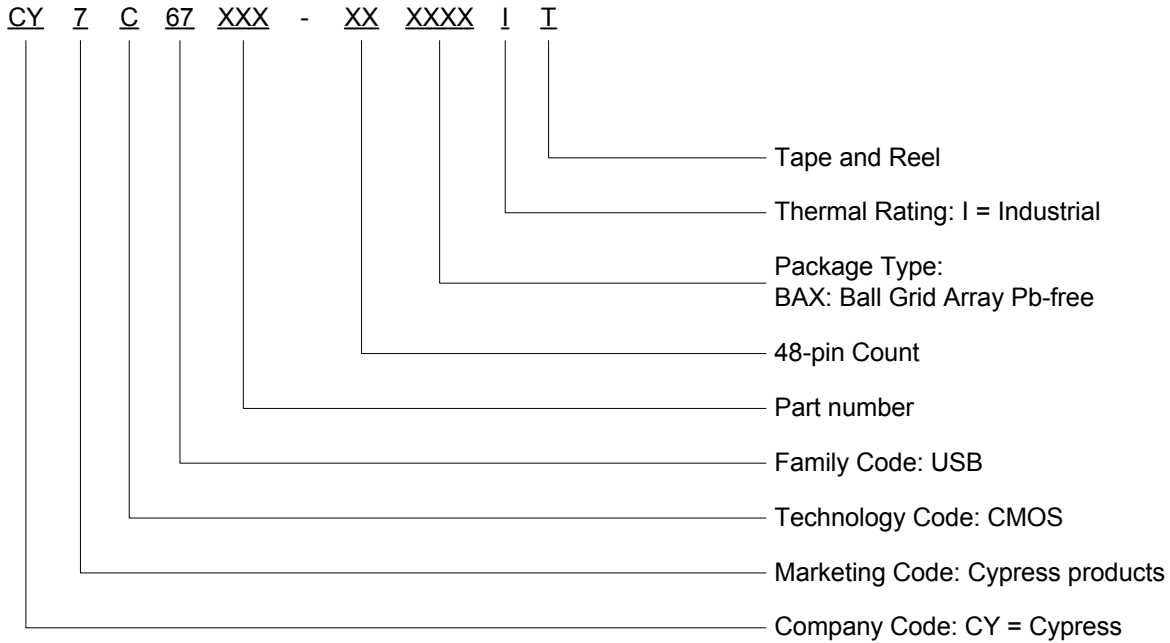 CY 7 C 67 XXX - XX XXXX I T
Tape and Reel
Thermal Rating: I = Industrial
Package Type:
BAX: Ball Grid Array Pb-free
48-pin Count
Part number
Family Code: USB
Technology Code: CMOS
Marketing Code: Cypress products
Company Code: CY = Cypress